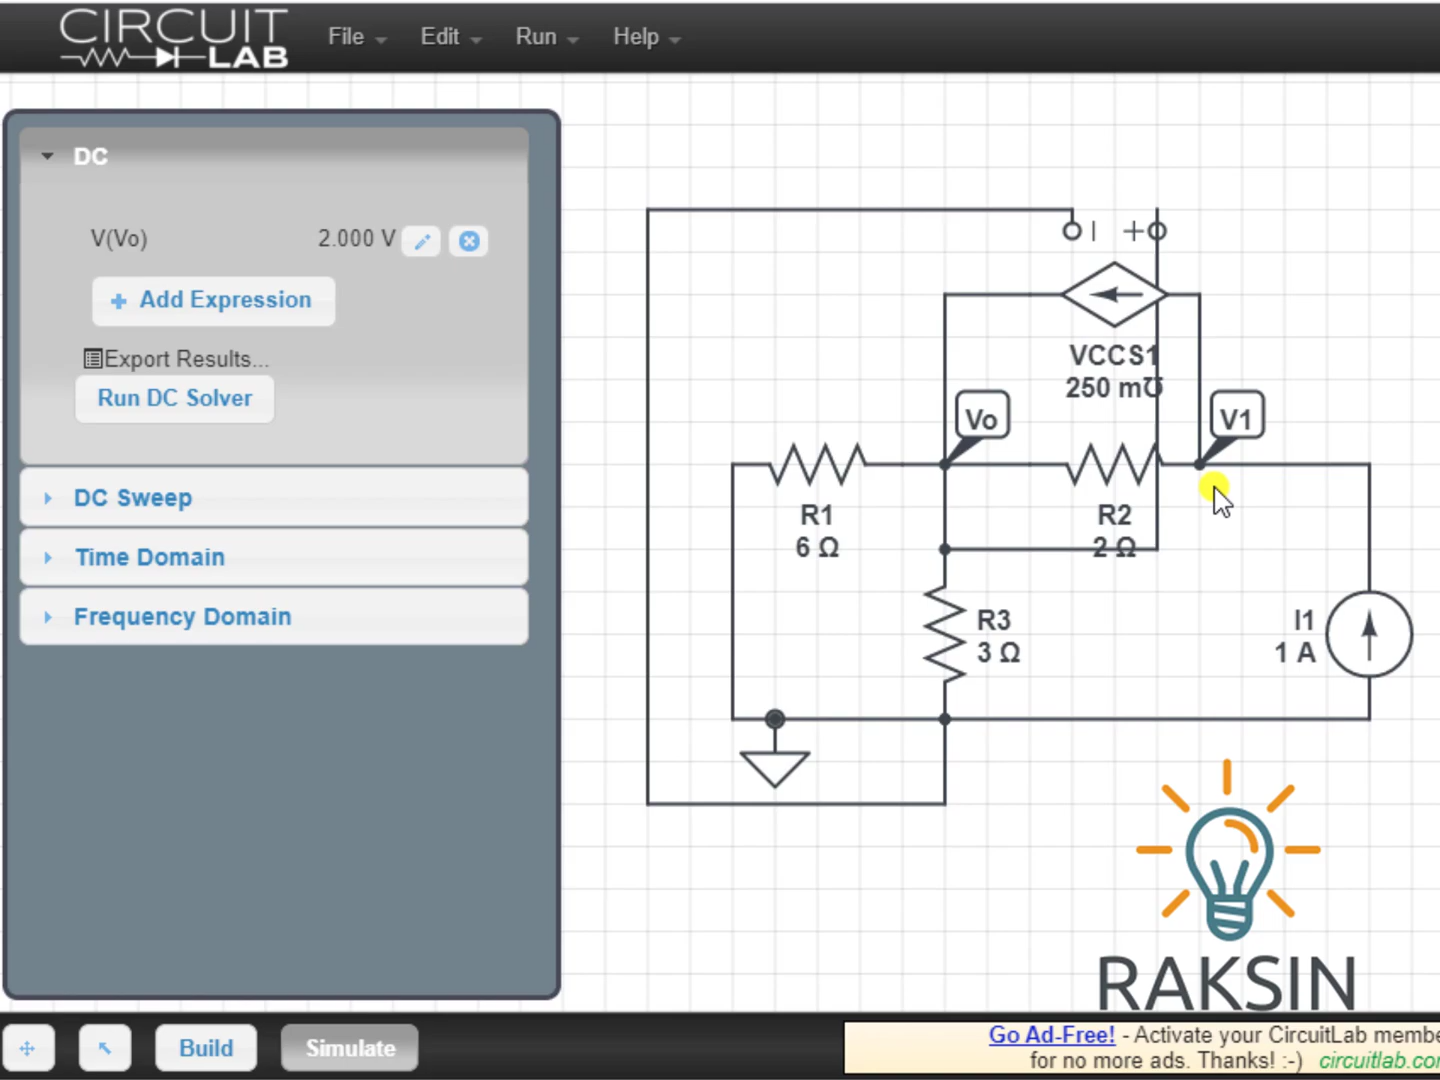 CIRCUIT
LAB
File
Edit
Run
Help
DC
V(Vo) 2.000 V
+ Add Expression
Export Results...
Run DC Solver
DC Sweep
Time Domain
Frequency Domain
VCCS1
250 m℧
Vo
V1
R1
6 Ω
R2
2 Ω
R3
3 Ω
I1
1 A
RAKSIN
Build
Simulate
Go Ad-Free! - Activate your CircuitLab membe
for no more ads. Thanks! :-) circuitlab.co